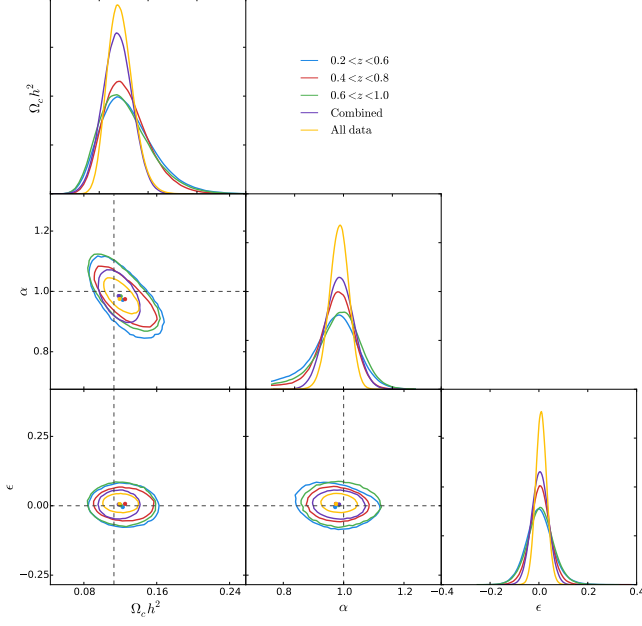 Ω_c h²
0.2 < z < 0.6
0.4 < z < 0.8
0.6 < z < 1.0
Combined
All data
1.2
1.0
0.8
α
0.25
0.00
−0.25
ϵ
0.08 0.16 0.24
Ω_c h²
0.8 1.0 1.2
α
−0.4 −0.2 0.0 0.2 0.4
ϵ